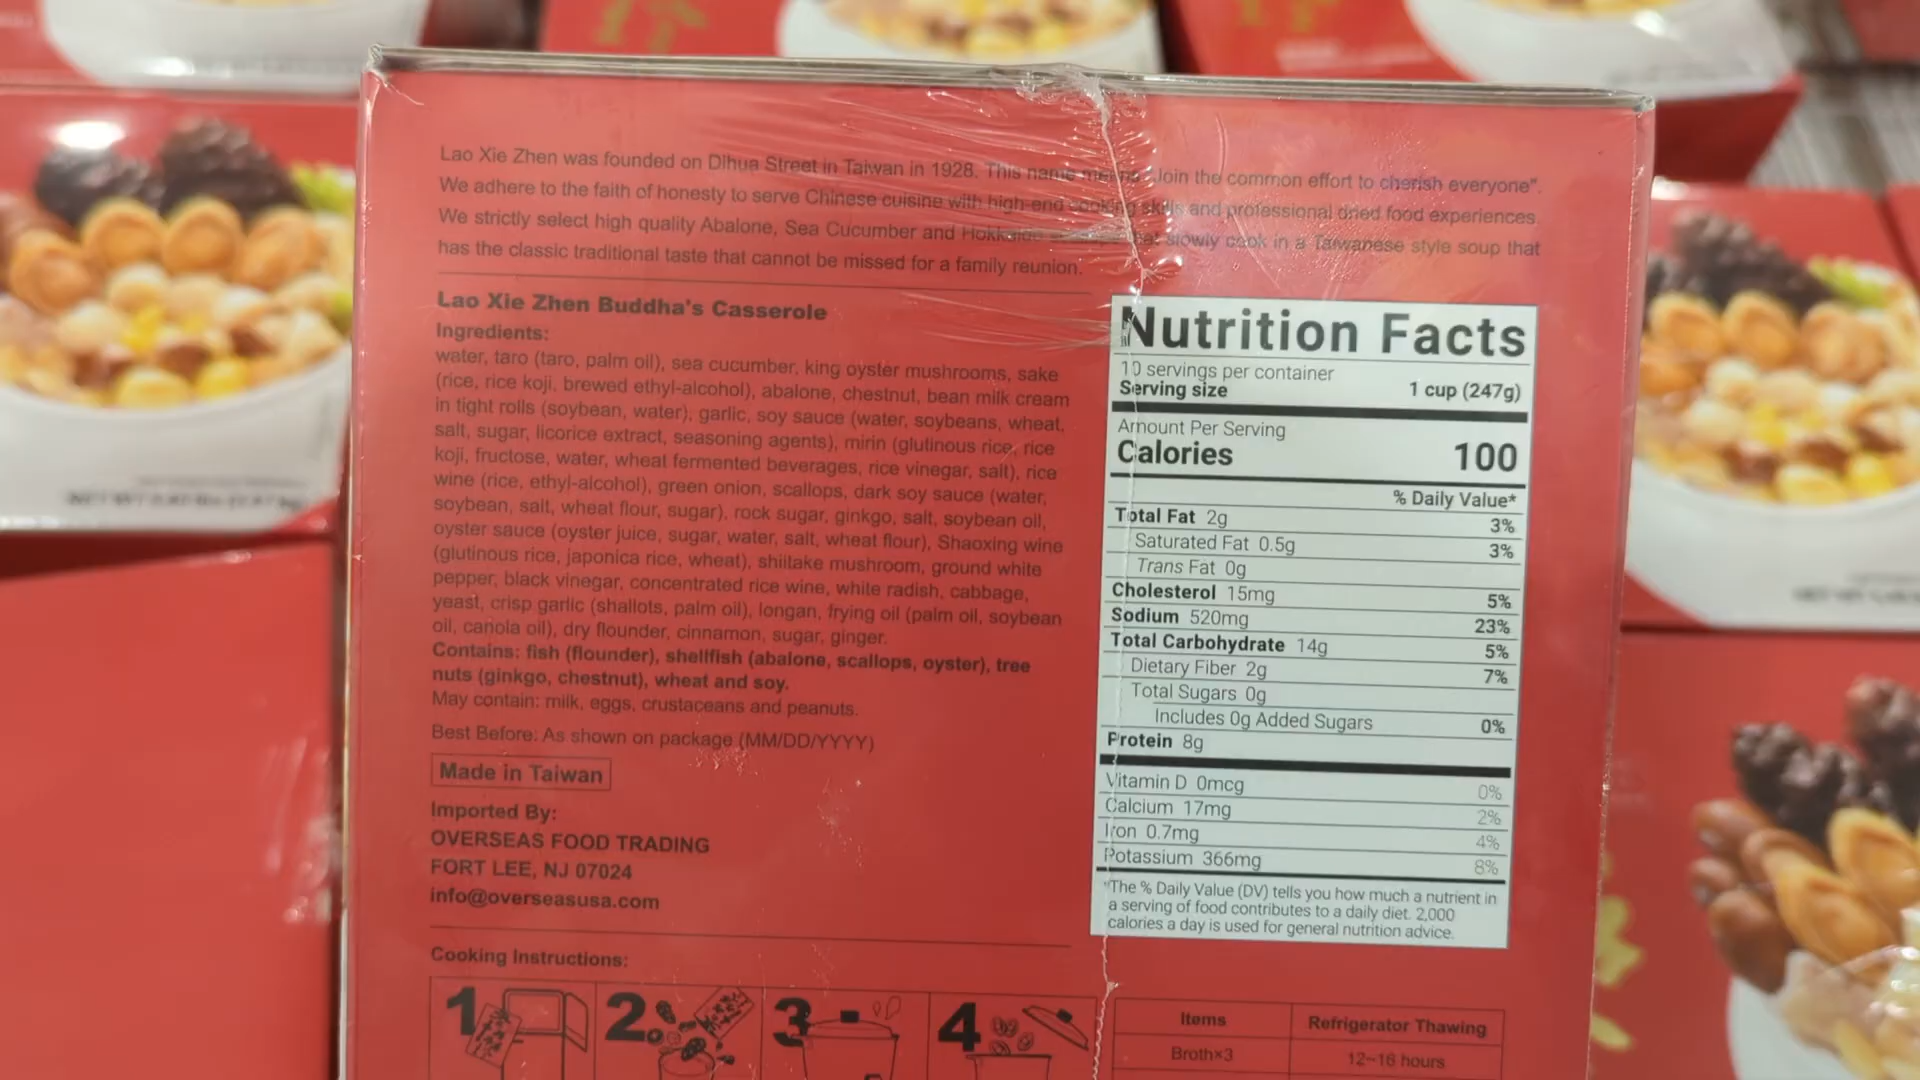 Lao Xie Zhen was founded on Dihua Street in Taiwan in 1928. This name means "Join the common effort to cherish everyone".
We adhere to the faith of honesty to serve Chinese cuisine with high-end cooking skills and professional dried food experiences.
We strictly select high quality Abalone, Sea Cucumber and Hokkaido slowly cook in a Taiwanese style soup that
has the classic traditional taste that cannot be missed for a family reunion.
Lao Xie Zhen Buddha's Casserole
Ingredients:
water, taro (taro, palm oil), sea cucumber, king oyster mushrooms, sake
(rice, rice koji, brewed ethyl-alcohol), abalone, chestnut, bean milk cream
in tight rolls (soybean, water), garlic, soy sauce (water, soybeans, wheat,
salt, sugar, licorice extract, seasoning agents), mirin (glutinous rice, rice
koji, fructose, water, wheat fermented beverages, rice vinegar, salt), rice
wine (rice, ethyl-alcohol), green onion, scallops, dark soy sauce (water,
soybean, salt, wheat flour, sugar), rock sugar, ginkgo, salt, soybean oil,
oyster sauce (oyster juice, sugar, water, salt, wheat flour), Shaoxing wine
(glutinous rice, japonica rice, wheat), shiitake mushroom, ground white
pepper, black vinegar, concentrated rice wine, white radish, cabbage,
yeast, crisp garlic (shallots, palm oil), longan, frying oil (palm oil, soybean
oil, canola oil), dry flounder, cinnamon, sugar, ginger.
Contains: fish (flounder), shellfish (abalone, scallops, oyster), tree
nuts (ginkgo, chestnut), wheat and soy.
May contain: milk, eggs, crustaceans and peanuts.
Best Before: As shown on package (MM/DD/YYYY)
Made in Taiwan
Imported By:
OVERSEAS FOOD TRADING
FORT LEE, NJ 07024
info@overseasusa.com
Cooking Instructions:
1 2 3 4
Nutrition Facts
10 servings per container
Serving size 1 cup (247g)
Amount Per Serving
Calories 100
% Daily Value*
Total Fat 2g 3%
Saturated Fat 0.5g 3%
Trans Fat 0g
Cholesterol 15mg 5%
Sodium 520mg 23%
Total Carbohydrate 14g 5%
Dietary Fiber 2g 7%
Total Sugars 0g
Includes 0g Added Sugars 0%
Protein 8g
Vitamin D 0mcg 0%
Calcium 17mg 2%
Iron 0.7mg 4%
Potassium 366mg 8%
*The % Daily Value (DV) tells you how much a nutrient in
a serving of food contributes to a daily diet. 2,000
calories a day is used for general nutrition advice.
Items Refrigerator Thawing
Broth×3 12~16 hours